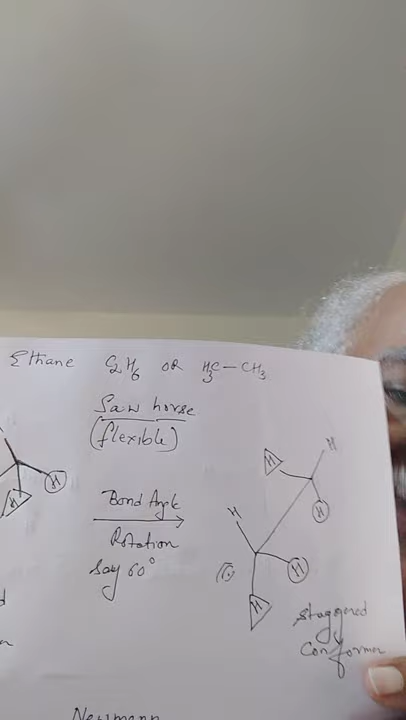 Ethane C2H6 OR H3C-CH3
Saw horse
(flexible)
H
H
H
H
Bond Angle
Rotation
say 60°
H
H
H
H
H
Staggered
Conformer
Newmann